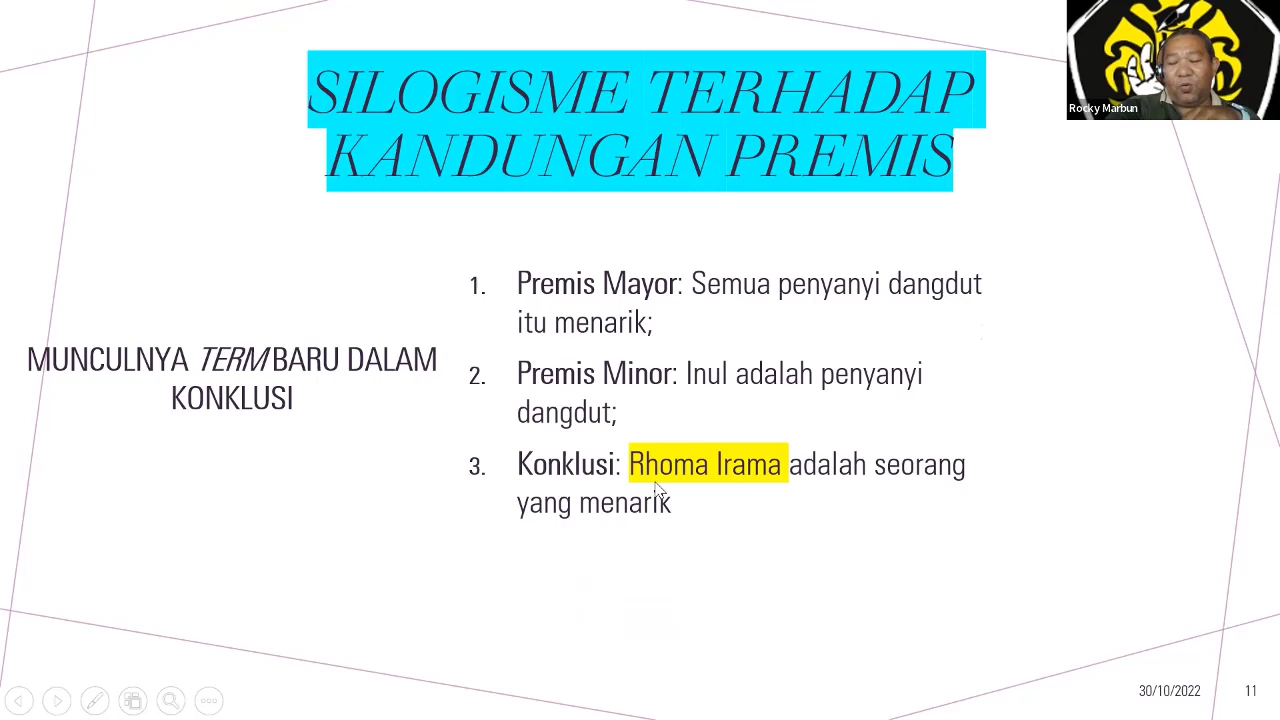 SILOGISME TERHADAP
KANDUNGAN PREMIS
Rocky Marbun
MUNCULNYA TERM BARU DALAM
KONKLUSI
1. Premis Mayor: Semua penyanyi dangdut
itu menarik;
2. Premis Minor: Inul adalah penyanyi
dangdut;
3. Konklusi: Rhoma Irama adalah seorang
yang menarik
30/10/2022 11